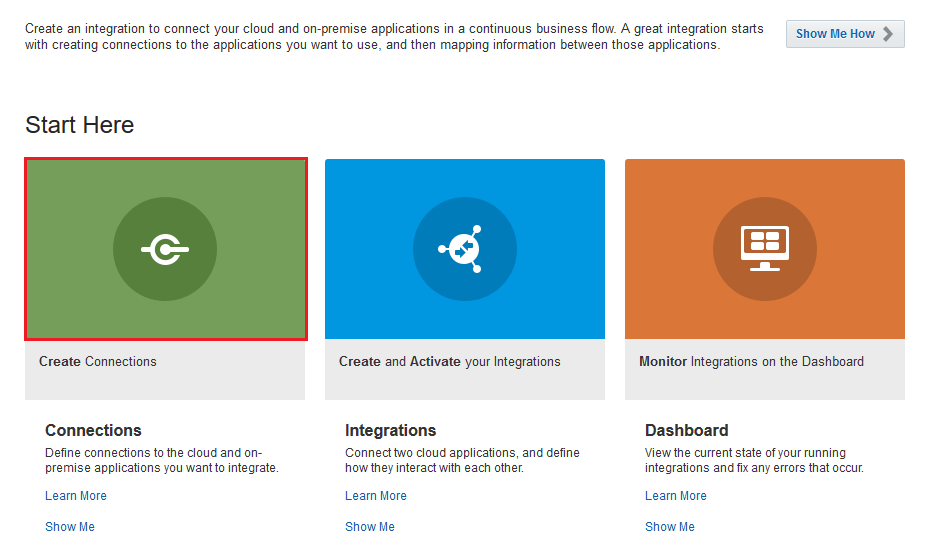 Create an integration to connect your cloud and on-premise applications in a continuous business flow. A great integration starts
with creating connections to the applications you want to use, and then mapping information between those applications.
Show Me How
Start Here
Create Connections
Create and Activate your Integrations
Monitor Integrations on the Dashboard
Connections
Define connections to the cloud and on-
premise applications you want to integrate.
Learn More
Show Me
Integrations
Connect two cloud applications, and define
how they interact with each other.
Learn More
Show Me
Dashboard
View the current state of your running
integrations and fix any errors that occur.
Learn More
Show Me